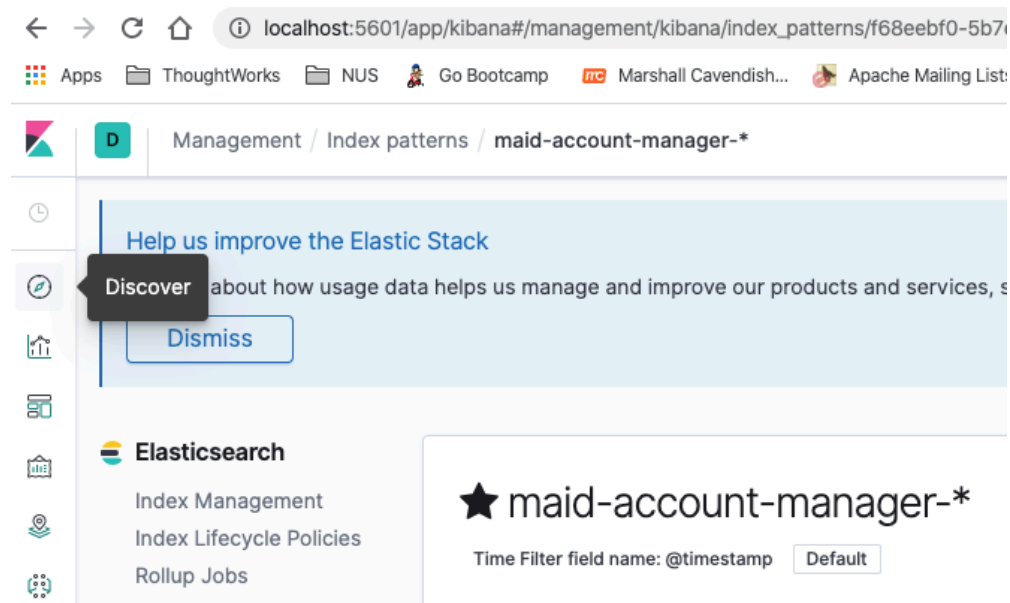 localhost:5601/app/kibana#/management/kibana/index_patterns/f68eebf0-5b7
Apps ThoughtWorks NUS Go Bootcamp mc Marshall Cavendish... Apache Mailing List
D Management / Index patterns / maid-account-manager-*
Help us improve the Elastic Stack
Discover about how usage data helps us manage and improve our products and services, s
Dismiss
Elasticsearch
Index Management
Index Lifecycle Policies
Rollup Jobs
maid-account-manager-*
Time Filter field name: @timestamp Default